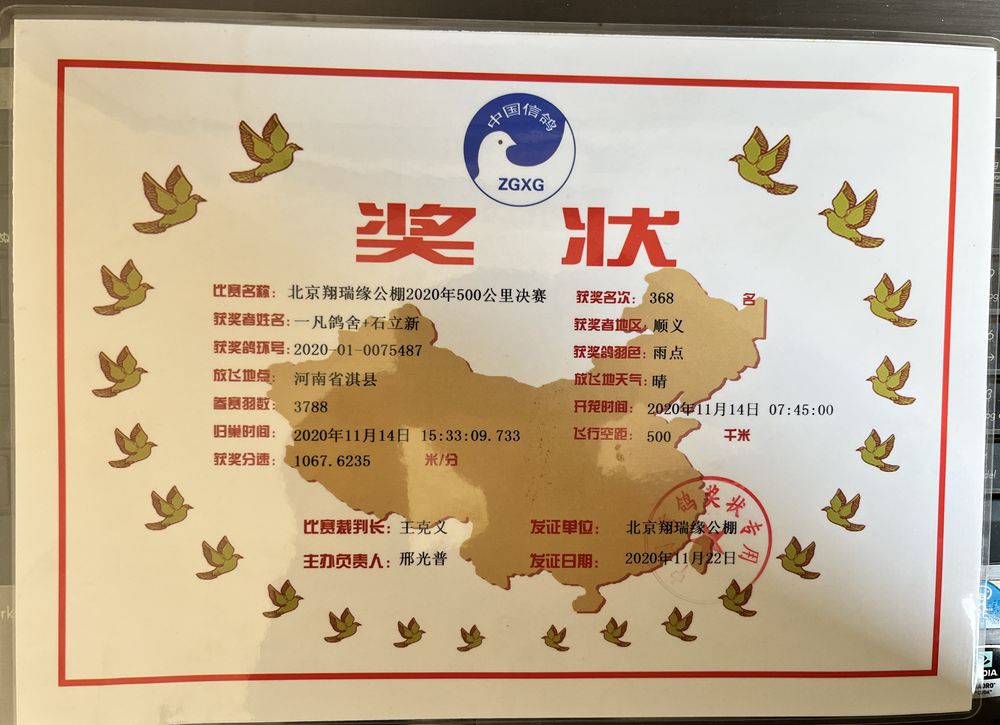 中国信鸽
ZGXG
奖 状
比赛名称: 北京翔瑞缘公棚2020年500公里决赛 获奖名次: 368 名
获奖者姓名: 一凡鸽舍+石立新 获奖者地区: 顺义
获奖鸽环号: 2020-01-0075487 获奖鸽羽色: 雨点
放飞地点: 河南省淇县 放飞地天气: 晴
参赛羽数: 3788 开笼时间: 2020年11月14日 07:45:00
归巢时间: 2020年11月14日 15:33:09.733 飞行空距: 500 千米
获奖分速: 1067.6235 米/分
比赛裁判长: 王克义 发证单位: 北京翔瑞缘公棚
主办负责人: 邢光普 发证日期: 2020年11月22日
鸽奖状专用